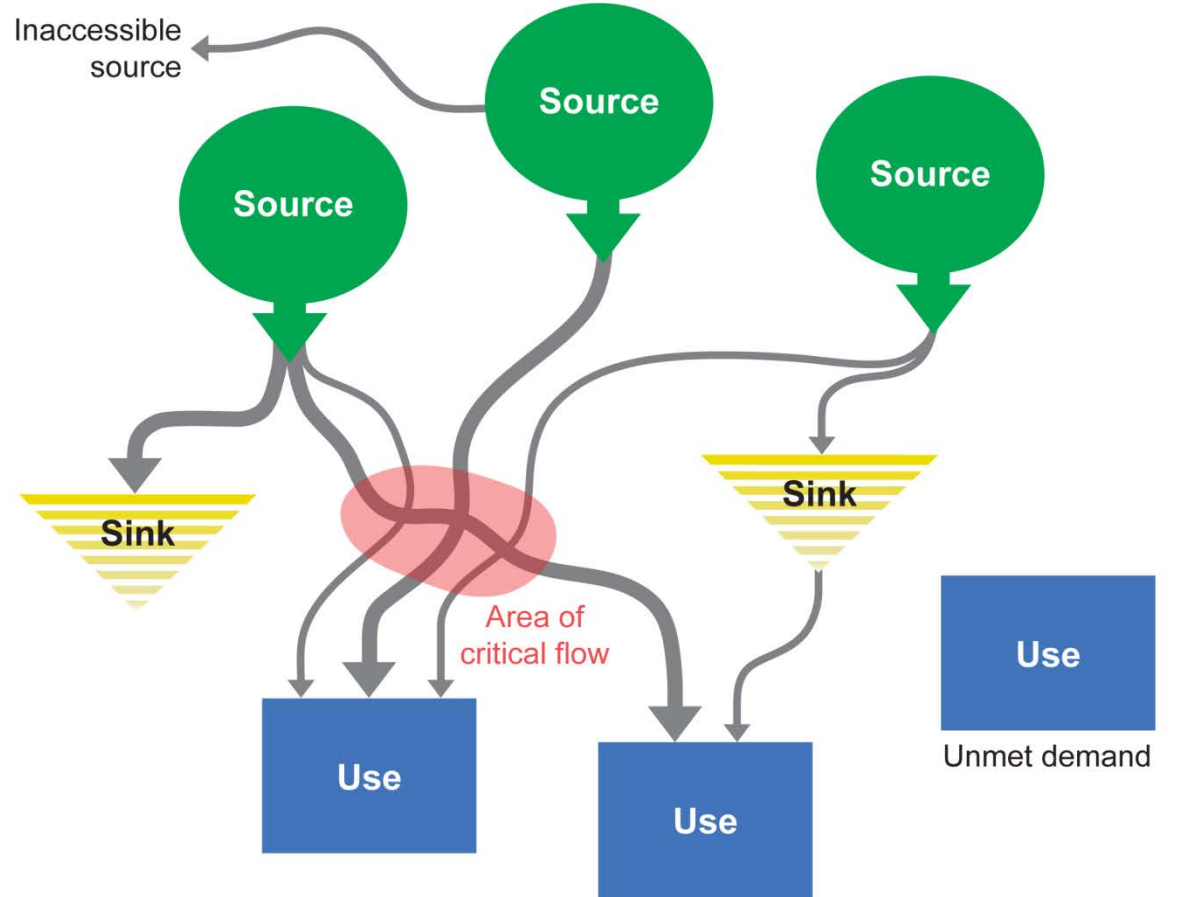 Inaccessible
source
Source
Source
Source
Sink
Sink
Area of
critical flow
Use
Use
Use
Unmet demand